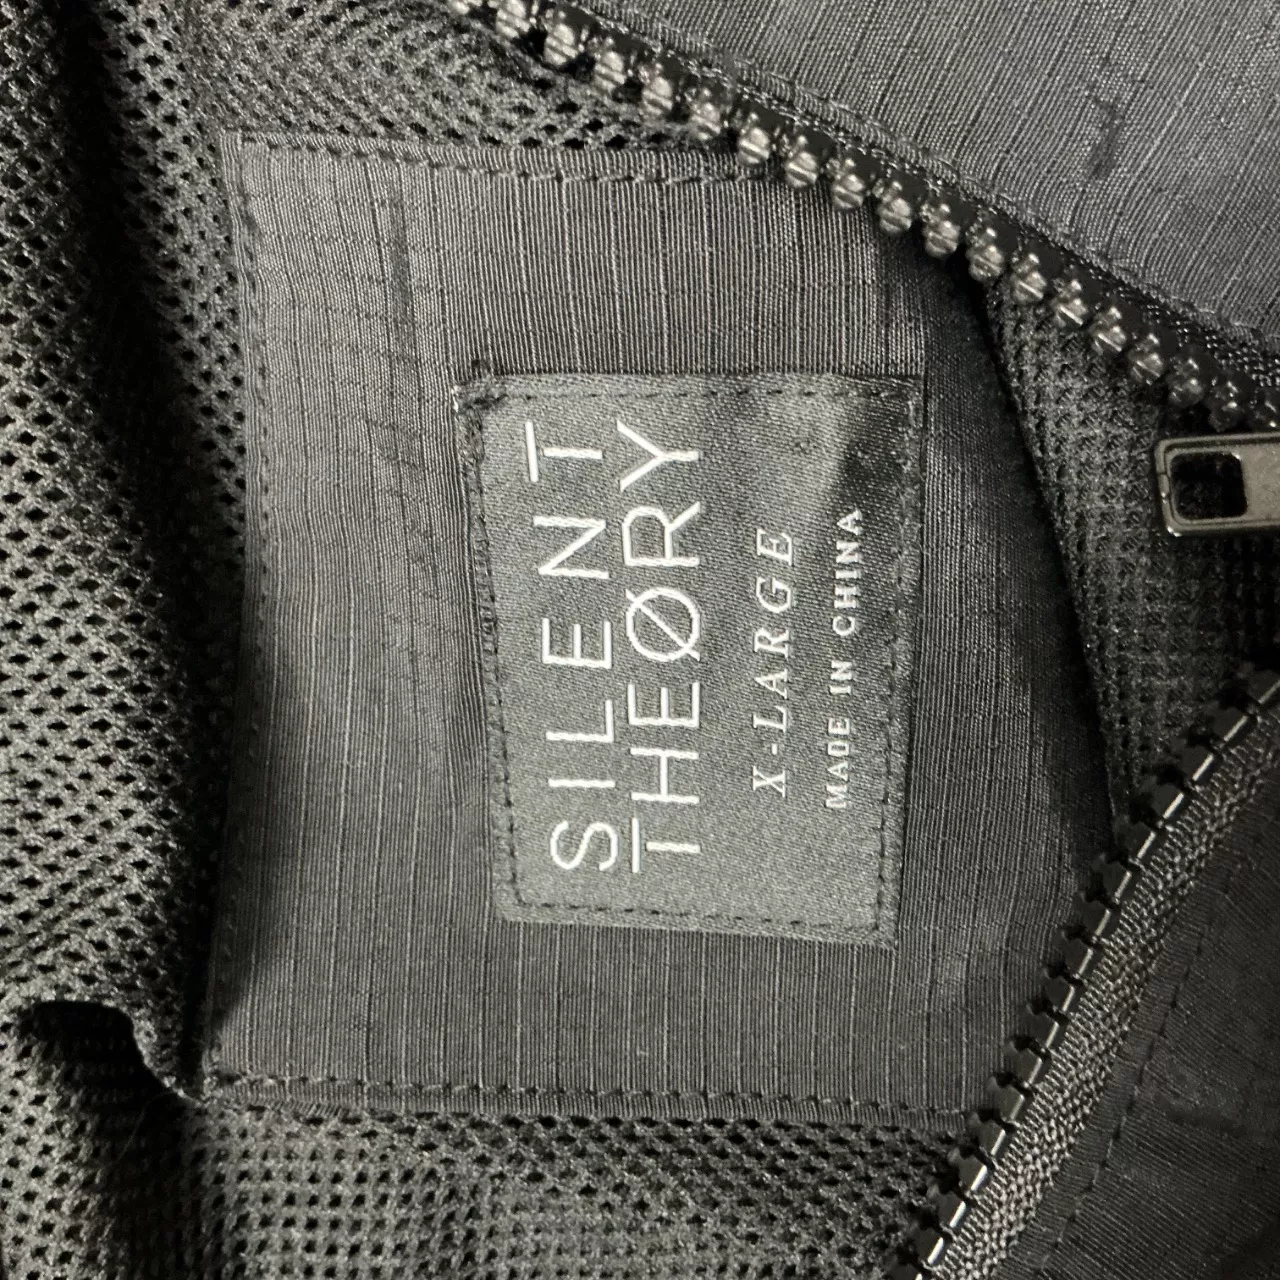 SILENT
THEØRY
X-LARGE
MADE IN CHINA